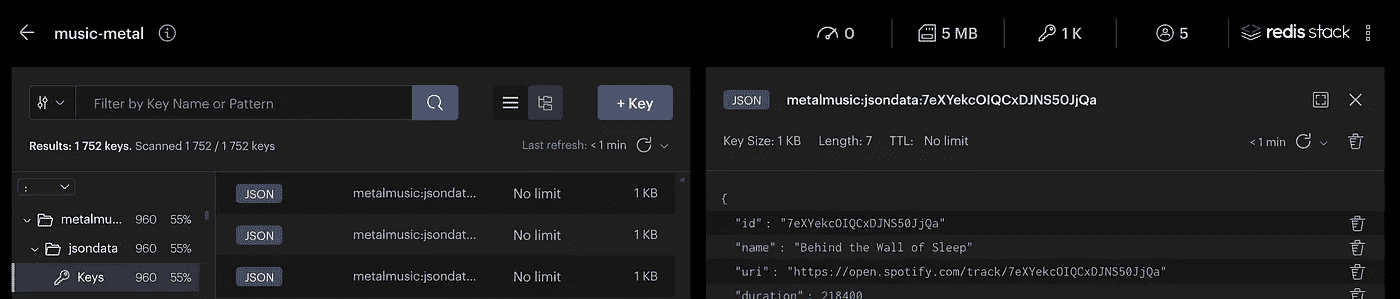 music-metal
0
5 MB
1 K
5
redis stack
Filter by Key Name or Pattern
+ Key
Results: 1 752 keys. Scanned 1 752 / 1 752 keys
Last refresh: < 1 min
:
metalmu... 960 55%
jsondata 960 55%
Keys 960 55%
JSON metalmusic:jsondat... No limit 1 KB
JSON metalmusic:jsondat... No limit 1 KB
JSON metalmusic:jsondat... No limit 1 KB
JSON metalmusic:jsondata:7eXYekcOIQCxDJNS50JjQa
Key Size: 1 KB Length: 7 TTL: No limit
< 1 min
{
"id": "7eXYekcOIQCxDJNS50JjQa"
"name": "Behind the Wall of Sleep"
"uri": "https://open.spotify.com/track/7eXYekcOIQCxDJNS50JjQa"
"duration": 218400